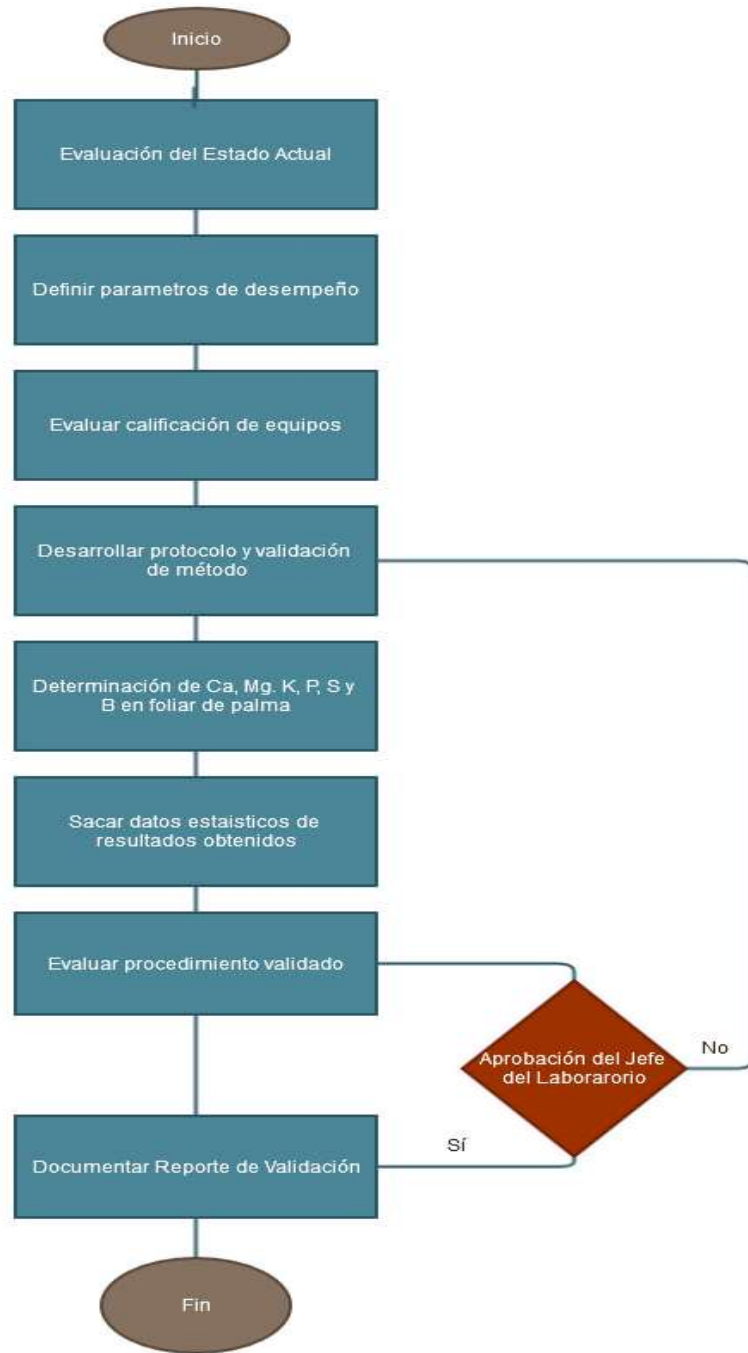 Inicio
Evaluación del Estado Actual
Definir parametros de desempeño
Evaluar calificación de equipos
Desarrollar protocolo y validación
de método
Determinación de Ca, Mg. K, P, S y
B en foliar de palma
Sacar datos estaisticos de
resultados obtenidos
Evaluar procedimiento validado
Aprobación del Jefe
del Laborarorio
No
Sí
Documentar Reporte de Validación
Fin